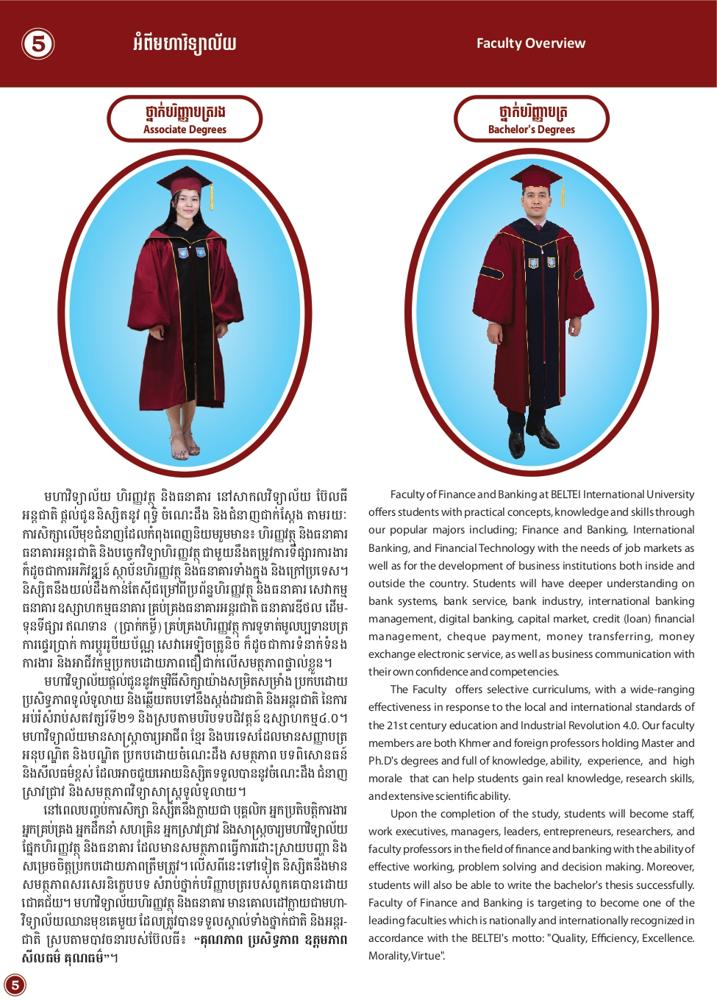 5
អំពីមហាវិទ្យាល័យ
Faculty Overview
ថ្នាក់បរិញ្ញាបត្ររង
Associate Degrees
ថ្នាក់បរិញ្ញាបត្រ
Bachelor's Degrees
មហាវិទ្យាល័យ ហិរញ្ញវត្ថុ និងធនាគារ នៅសាកលវិទ្យាល័យ ប៊ែលធី
អន្តរជាតិ ផ្តល់ជូននិស្សិតនូវ ពុទ្ធិ ចំណេះដឹង និងជំនាញជាក់ស្តែង តាមរយៈ
ការសិក្សាលើមុខជំនាញដែលកំពុងពេញនិយមរួមមាន៖ ហិរញ្ញវត្ថុ និងធនាគារ
ធនាគារអន្តរជាតិ និងបច្ចេកវិទ្យាហិរញ្ញវត្ថុ ជាមួយនឹងតម្រូវការទីផ្សារការងារ
ក៏ដូចជាការអភិវឌ្ឍន៍ ស្ថាប័នហិរញ្ញវត្ថុ និងធនាគារទាំងក្នុង និងក្រៅប្រទេស។
និស្សិតនឹងយល់ដឹងកាន់តែស៊ីជម្រៅពីប្រព័ន្ធហិរញ្ញវត្ថុ និងធនាគារ សេវាកម្ម
ធនាគារ ឧស្សាហកម្មធនាគារ គ្រប់គ្រងធនាគារអន្តរជាតិ ធនាគារឌីថល ដើម-
ទុនទីផ្សារ ឥណទាន (ប្រាក់កម្ចី) គ្រប់គ្រងហិរញ្ញវត្ថុ ការទូទាត់មូលប្បទានបត្រ
ការផ្ទេរប្រាក់ ការប្តូររូបិយប័ណ្ណ សេវាអេឡិចត្រូនិច ក៏ដូចជាការទំនាក់ទំនង
ការងារ និងអាជីវកម្មប្រកបដោយភាពជឿជាក់លើសមត្ថភាពផ្ទាល់ខ្លួន។
មហាវិទ្យាល័យផ្តល់ជូននូវកម្មវិធីសិក្សាយ៉ាងសម្រិតសម្រាំង ប្រកបដោយ
ប្រសិទ្ធភាពទូលំទូលាយ និងឆ្លើយតបទៅនឹងស្តង់ដារជាតិ និងអន្តរជាតិ នៃការ
អប់រំសំរាប់សតវត្សរ៍ទី២១ និងស្របតាមបរិបទបដិវត្តន៍ ឧស្សាហកម្ម៤.០។
មហាវិទ្យាល័យមានសាស្ត្រាចារ្យអាជីព ខ្មែរ និងបរទេសដែលមានសញ្ញាបត្រ
អនុបណ្ឌិត និងបណ្ឌិត ប្រកបដោយចំណេះដឹង សមត្ថភាព បទពិសោធន៍
និងសីលធម៌ខ្ពស់ ដែលអាចជួយអោយនិស្សិតទទួលបាននូវចំណេះដឹង ជំនាញ
ស្រាវជ្រាវ និងសមត្ថភាពវិទ្យាសាស្ត្រទូលំទូលាយ។
នៅពេលបញ្ចប់ការសិក្សា និស្សិតនឹងក្លាយជា បុគ្គលិក អ្នកប្រតិបត្តិការងារ
អ្នកគ្រប់គ្រង អ្នកដឹកនាំ សហគ្រិន អ្នកស្រាវជ្រាវ និងសាស្ត្រចារ្យមហាវិទ្យាល័យ
ផ្នែកហិរញ្ញវត្ថុ និងធនាគារ ដែលមានសមត្ថភាពធ្វើការដោះស្រាយបញ្ហា និង
សម្រេចចិត្តប្រកបដោយភាពត្រឹមត្រូវ។ លើសពីនេះទៅទៀត និស្សិតនឹងមាន
សមត្ថភាពសរសេរនិក្ខេបបទ សំរាប់ថ្នាក់បរិញ្ញាបត្ររបស់ពួកគេបានដោយ
ជោគជ័យ។ មហាវិទ្យាល័យហិរញ្ញវត្ថុ និងធនាគារ មានគោលដៅក្លាយជាមហា-
វិទ្យាល័យឈានមុខគេមួយ ដែលត្រូវបានទទួលស្គាល់ទាំងថ្នាក់ជាតិ និងអន្តរ-
ជាតិ ស្របតាមបាវចនារបស់ប៊ែលធី៖ “គុណភាព ប្រសិទ្ធភាព ឧត្តមភាព
សីលធម៌ គុណធម៌”។
Faculty of Finance and Banking at BELTEI International University
offers students with practical concepts, knowledge and skills through
our popular majors including; Finance and Banking, International
Banking, and Financial Technology with the needs of job markets as
well as for the development of business institutions both inside and
outside the country. Students will have deeper understanding on
bank systems, bank service, bank industry, international banking
management, digital banking, capital market, credit (loan) financial
management, cheque payment, money transferring, money
exchange electronic service, as well as business communication with
their own confidence and competencies.
The Faculty offers selective curriculums, with a wide-ranging
effectiveness in response to the local and international standards of
the 21st century education and Industrial Revolution 4.0. Our faculty
members are both Khmer and foreign professors holding Master and
Ph.D's degrees and full of knowledge, ability, experience, and high
morale that can help students gain real knowledge, research skills,
and extensive scientific ability.
Upon the completion of the study, students will become staff,
work executives, managers, leaders, entrepreneurs, researchers, and
faculty professors in the field of finance and banking with the ability of
effective working, problem solving and decision making. Moreover,
students will also be able to write the bachelor's thesis successfully.
Faculty of Finance and Banking is targeting to become one of the
leading faculties which is nationally and internationally recognized in
accordance with the BELTEI's motto: "Quality, Efficiency, Excellence.
Morality,Virtue".
5